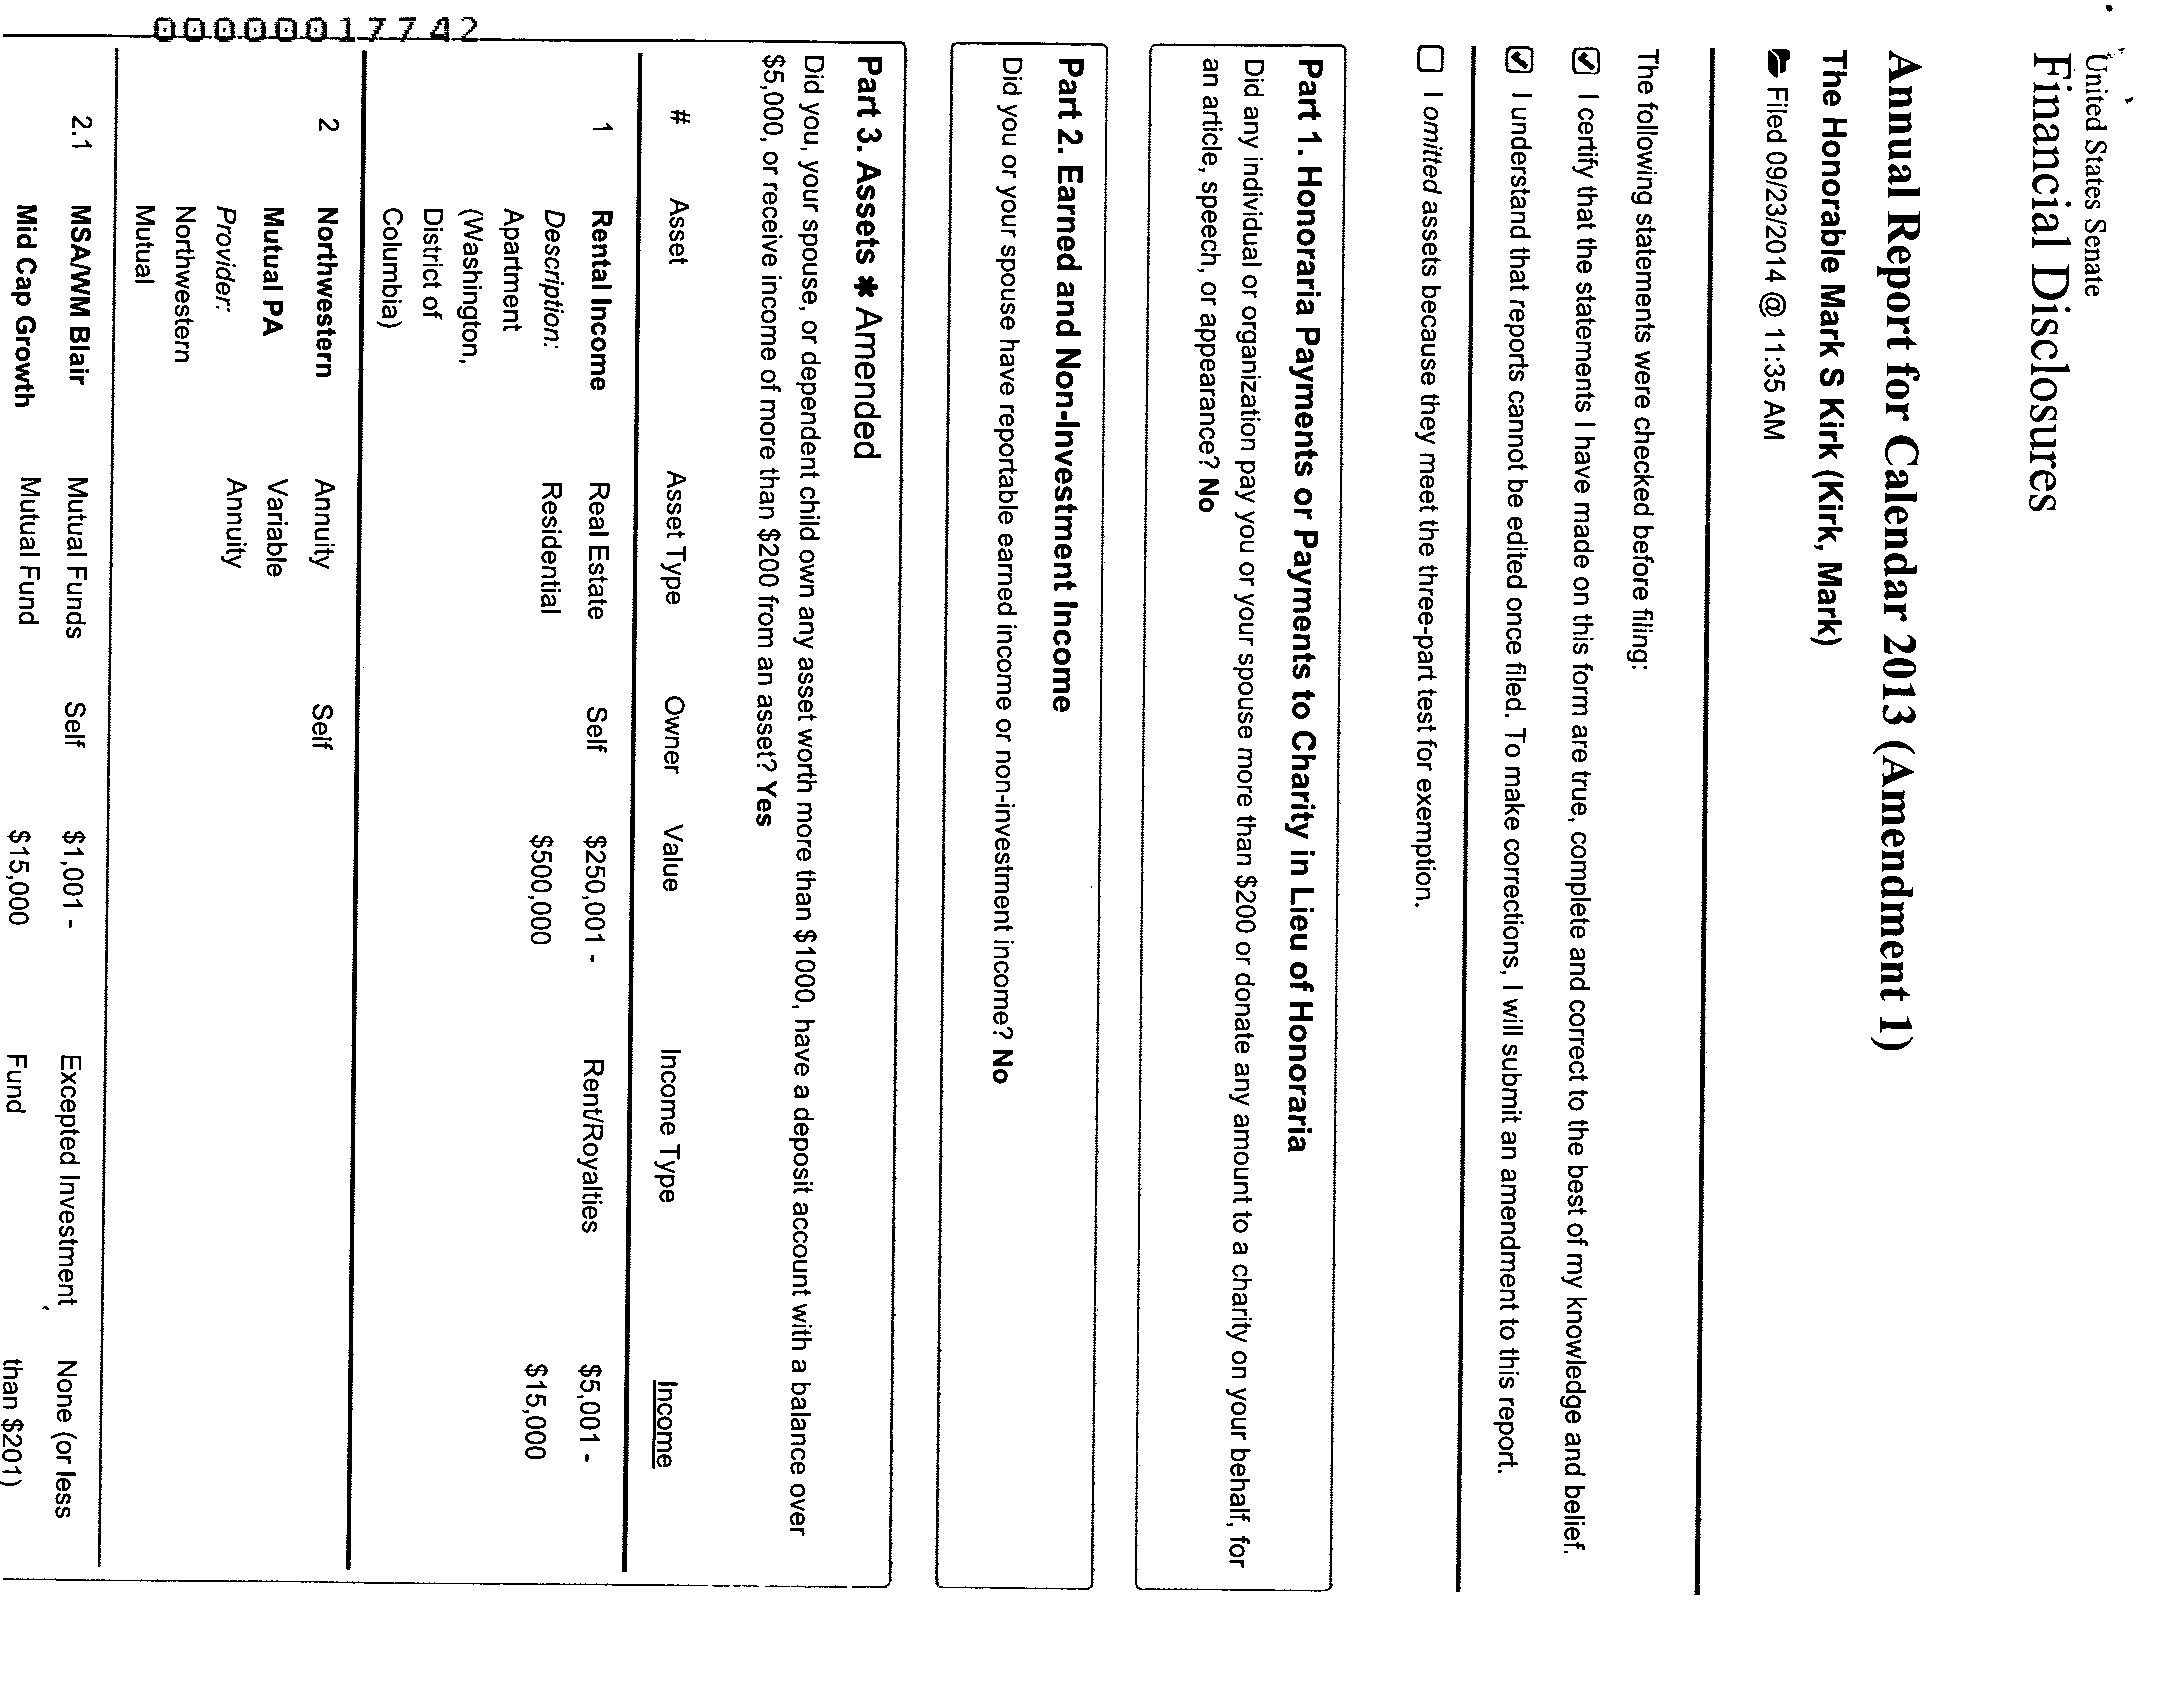 United States Senate
Financial Disclosures
Annual Report for Calendar 2013 (Amendment 1)
The Honorable Mark S Kirk (Kirk, Mark)
Filed 09/23/2014 @ 11:35 AM
The following statements were checked before filing:
☑ I certify that the statements I have made on this form are true, complete and correct to the best of my knowledge and belief.
☑ I understand that reports cannot be edited once filed. To make corrections, I will submit an amendment to this report.
☐ I omitted assets because they meet the three-part test for exemption.
Part 1. Honoraria Payments or Payments to Charity in Lieu of Honoraria
Did any individual or organization pay you or your spouse more than $200 or donate any amount to a charity on your behalf, for
an article, speech, or appearance? No
Part 2. Earned and Non-Investment Income
Did you or your spouse have reportable earned income or non-investment income? No
Part 3. Assets ✱ Amended
Did you, your spouse, or dependent child own any asset worth more than $1000, have a deposit account with a balance over
$5,000, or receive income of more than $200 from an asset? Yes
# Asset Asset Type Owner Value Income Type Income
1 Rental Income Real Estate Self $250,001 - Rent/Royalties $5,001 -
Description: Residential $500,000 $15,000
Apartment
(Washington,
District of
Columbia)
2 Northwestern Annuity Self
Mutual PA Variable
Provider: Annuity
Northwestern
Mutual
2.1 MSA/WM Blair Mutual Funds Self $1,001 - Excepted Investment None (or less
Mid Cap Growth Mutual Fund $15,000 Fund than $201)
00000017742